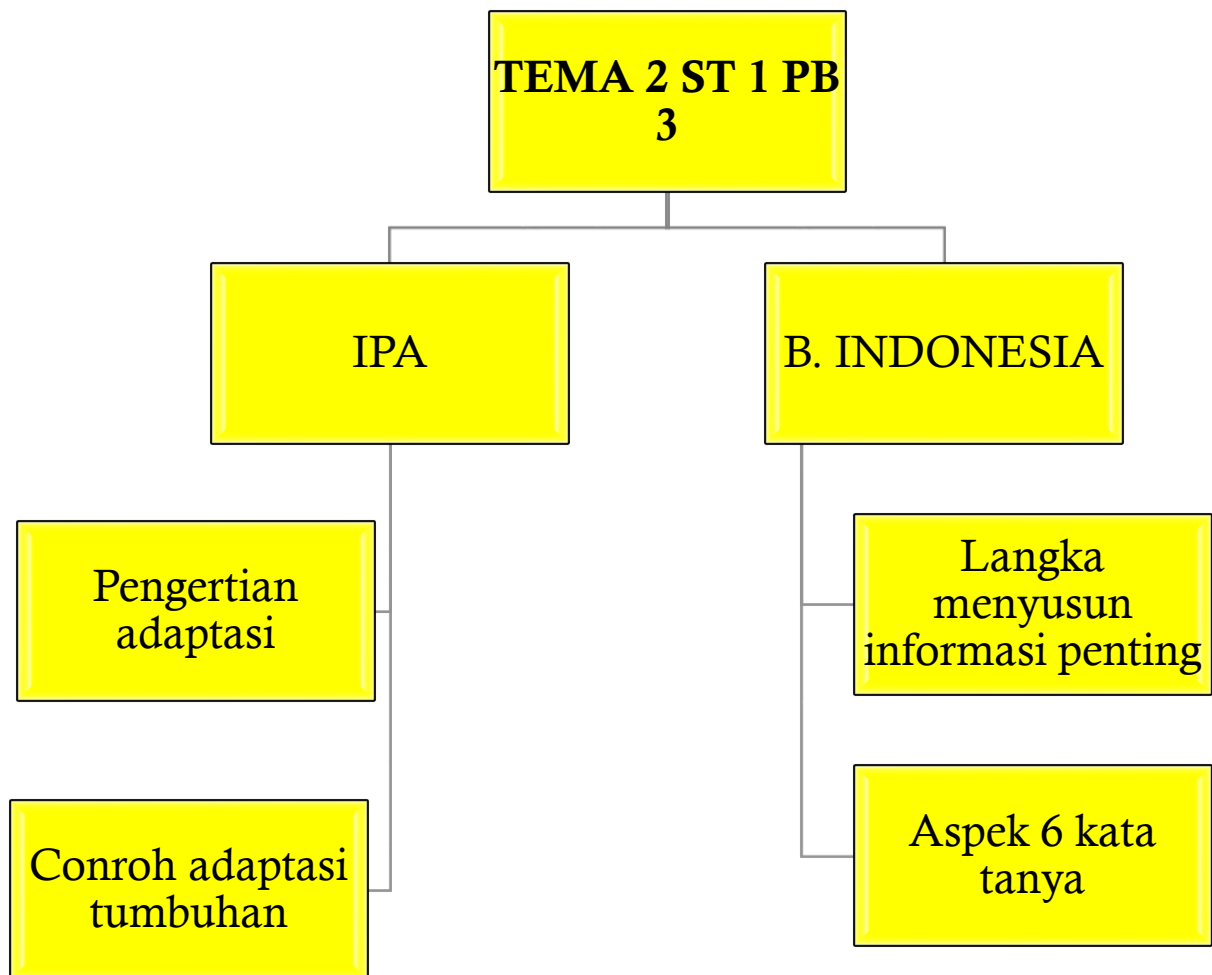 TEMA 2 ST 1 PB
3
IPA
B. INDONESIA
Pengertian
adaptasi
Conroh adaptasi
tumbuhan
Langka
menyusun
informasi penting
Aspek 6 kata
tanya